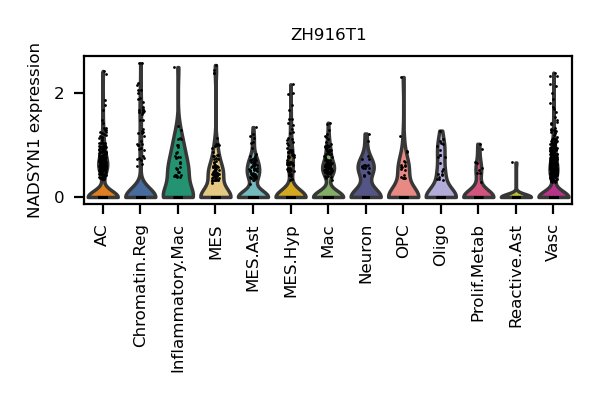 ZH916T1
NADSYN1 expression
2
0
AC
Chromatin.Reg
Inflammatory.Mac
MES
MES.Ast
MES.Hyp
Mac
Neuron
OPC
Oligo
Prolif.Metab
Reactive.Ast
Vasc